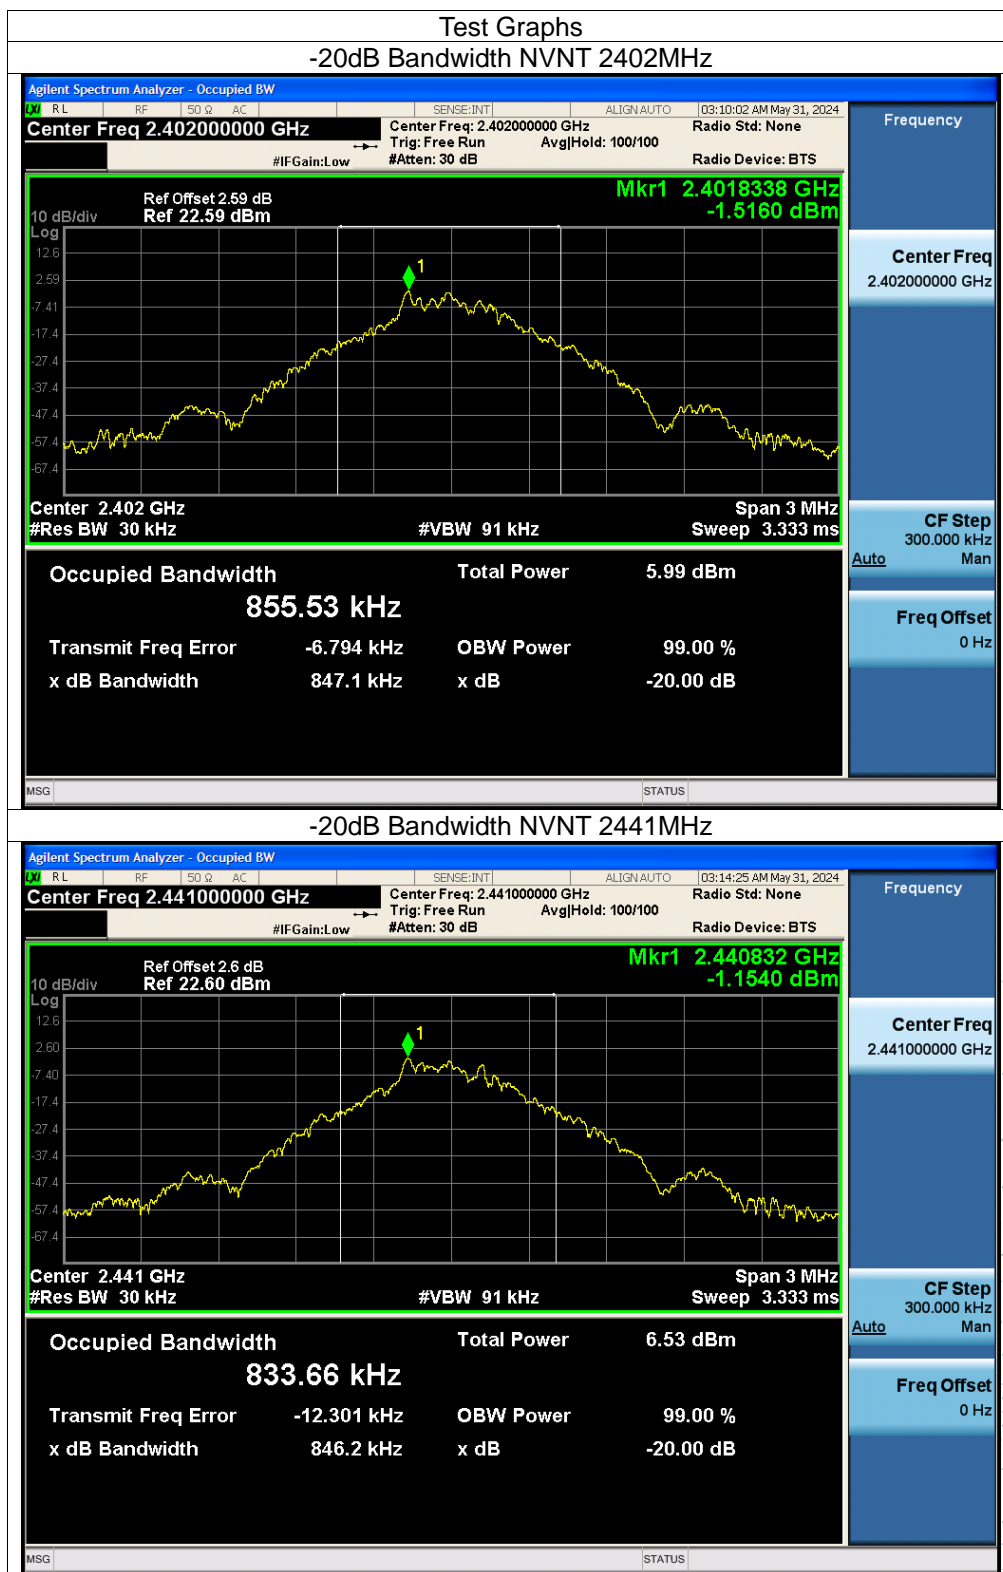 Test Graphs
-20dB Bandwidth NVNT 2402MHz
Agilent Spectrum Analyzer - Occupied BW
LXI RL RF 50 Ω AC SENSE:INT ALIGN AUTO 03:10:02 AM May 31, 2024
Center Freq 2.402000000 GHz
Center Freq: 2.402000000 GHz
Radio Std: None
Trig: Free Run Avg|Hold: 100/100
#IFGain:Low #Atten: 30 dB Radio Device: BTS
Frequency
Mkr1 2.4018338 GHz
-1.5160 dBm
Ref Offset 2.59 dB
10 dB/div Ref 22.59 dBm
Log
12.6
2.59
-7.41
-17.4
-27.4
-37.4
-47.4
-57.4
-67.4
1
Center 2.402 GHz Span 3 MHz
#Res BW 30 kHz #VBW 91 kHz Sweep 3.333 ms
Occupied Bandwidth Total Power 5.99 dBm
855.53 kHz
Transmit Freq Error -6.794 kHz OBW Power 99.00 %
x dB Bandwidth 847.1 kHz x dB -20.00 dB
Center Freq
2.402000000 GHz
CF Step
300.000 kHz
Auto Man
Freq Offset
0 Hz
MSG STATUS
-20dB Bandwidth NVNT 2441MHz
Agilent Spectrum Analyzer - Occupied BW
LXI RL RF 50 Ω AC SENSE:INT ALIGN AUTO 03:14:25 AM May 31, 2024
Center Freq 2.441000000 GHz
Center Freq: 2.441000000 GHz
Radio Std: None
Trig: Free Run Avg|Hold: 100/100
#IFGain:Low #Atten: 30 dB Radio Device: BTS
Frequency
Mkr1 2.440832 GHz
-1.1540 dBm
Ref Offset 2.6 dB
10 dB/div Ref 22.60 dBm
Log
12.6
2.60
-7.40
-17.4
-27.4
-37.4
-47.4
-57.4
-67.4
1
Center 2.441 GHz Span 3 MHz
#Res BW 30 kHz #VBW 91 kHz Sweep 3.333 ms
Occupied Bandwidth Total Power 6.53 dBm
833.66 kHz
Transmit Freq Error -12.301 kHz OBW Power 99.00 %
x dB Bandwidth 846.2 kHz x dB -20.00 dB
Center Freq
2.441000000 GHz
CF Step
300.000 kHz
Auto Man
Freq Offset
0 Hz
MSG STATUS